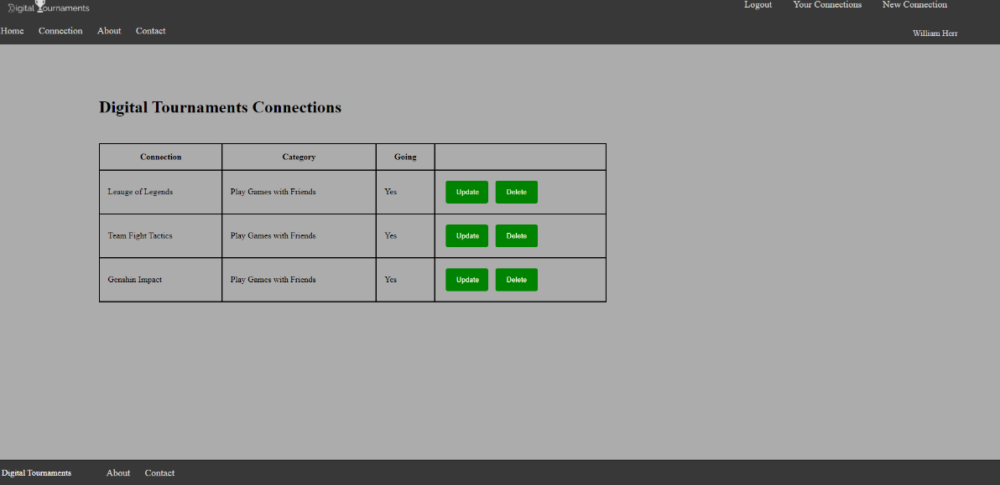 Digital Tournaments
Logout Your Connections New Connection
Home Connection About Contact
William Herr
Digital Tournaments Connections
Connection Category Going
Leauge of Legends Play Games with Friends Yes Update Delete
Team Fight Tactics Play Games with Friends Yes Update Delete
Genshin Impact Play Games with Friends Yes Update Delete
Digital Tournaments About Contact